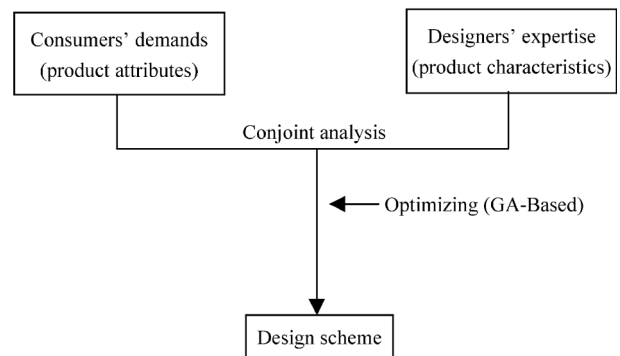 Consumers’ demands
(product attributes)
Designers’ expertise
(product characteristics)
Conjoint analysis
Optimizing (GA-Based)
Design scheme